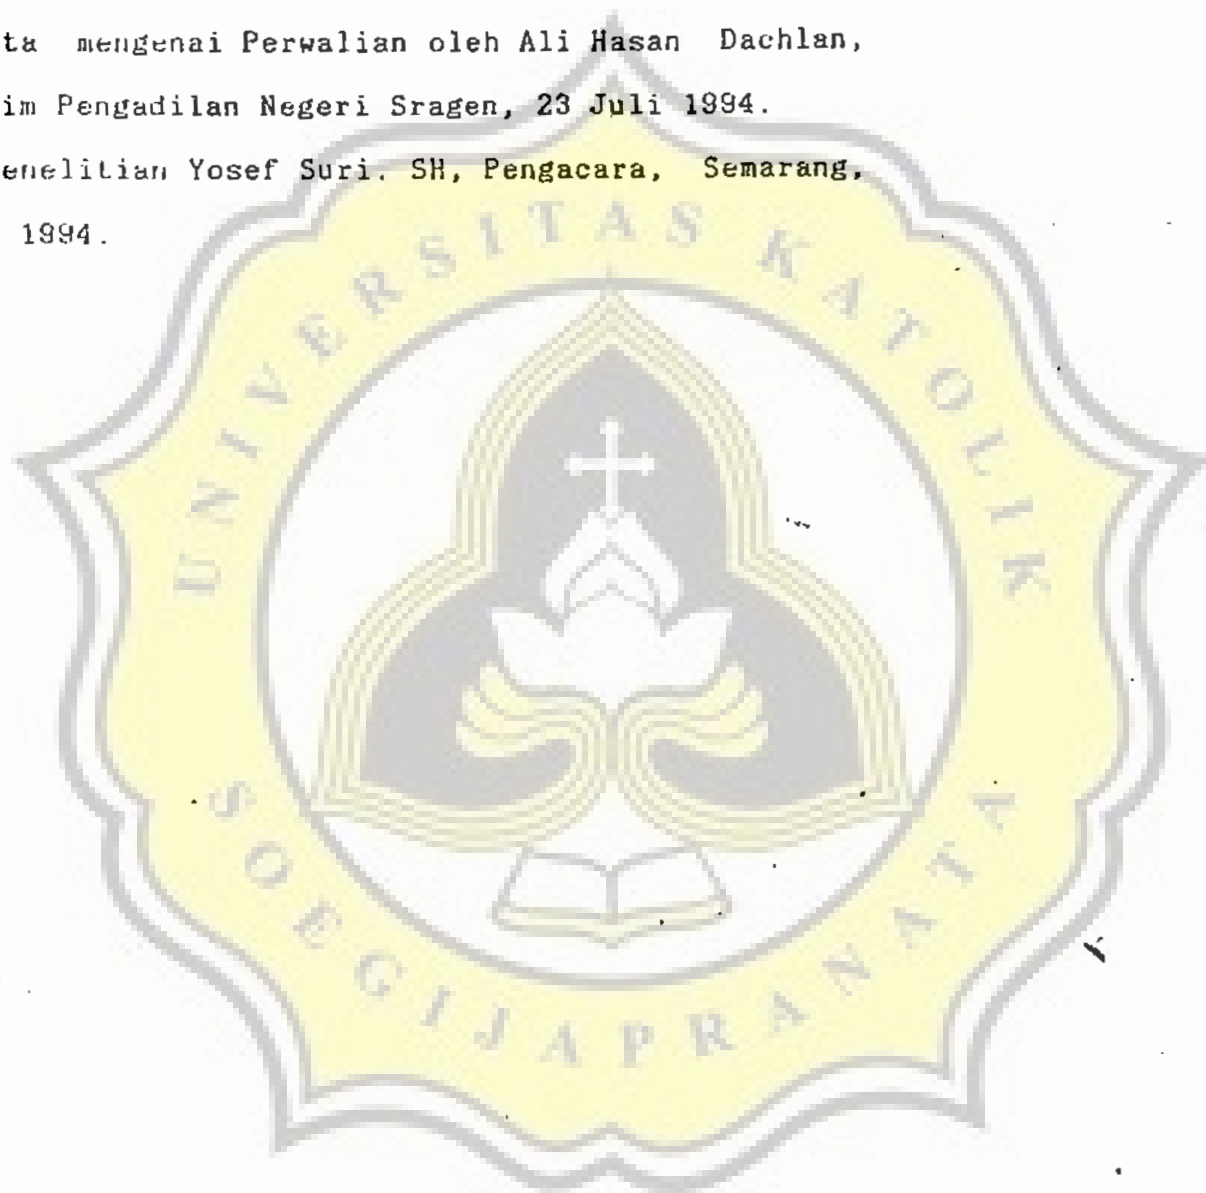 ta mengenai Perwalian oleh Ali Hasan Dachlan,
im Pengadilan Negeri Sragen, 23 Juli 1994.
enelitian Yosef Suri. SH, Pengacara, Semarang,
1994.
UNIVERSITAS KATOLIK
SOEGIJAPRANATA